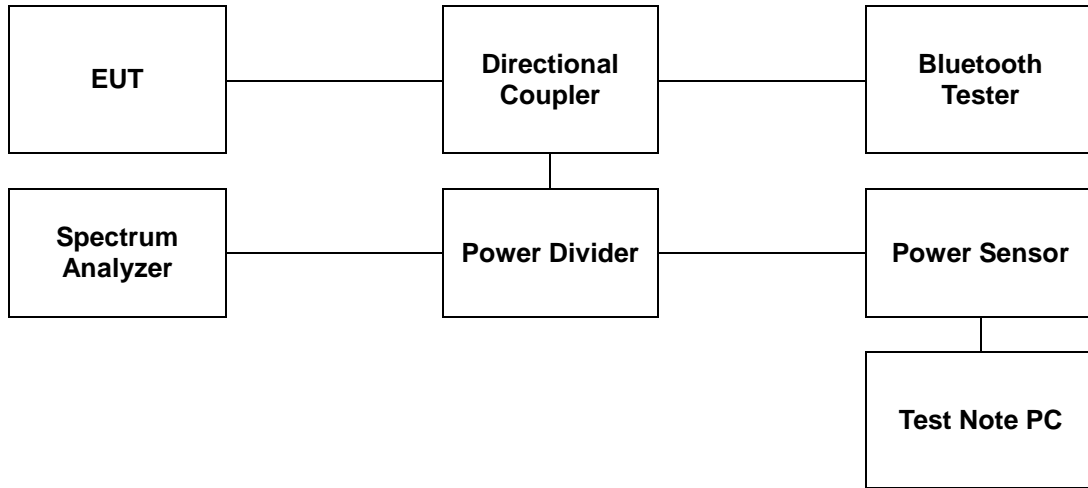 EUT
Directional
Coupler
Bluetooth
Tester
Spectrum
Analyzer
Power Divider
Power Sensor
Test Note PC